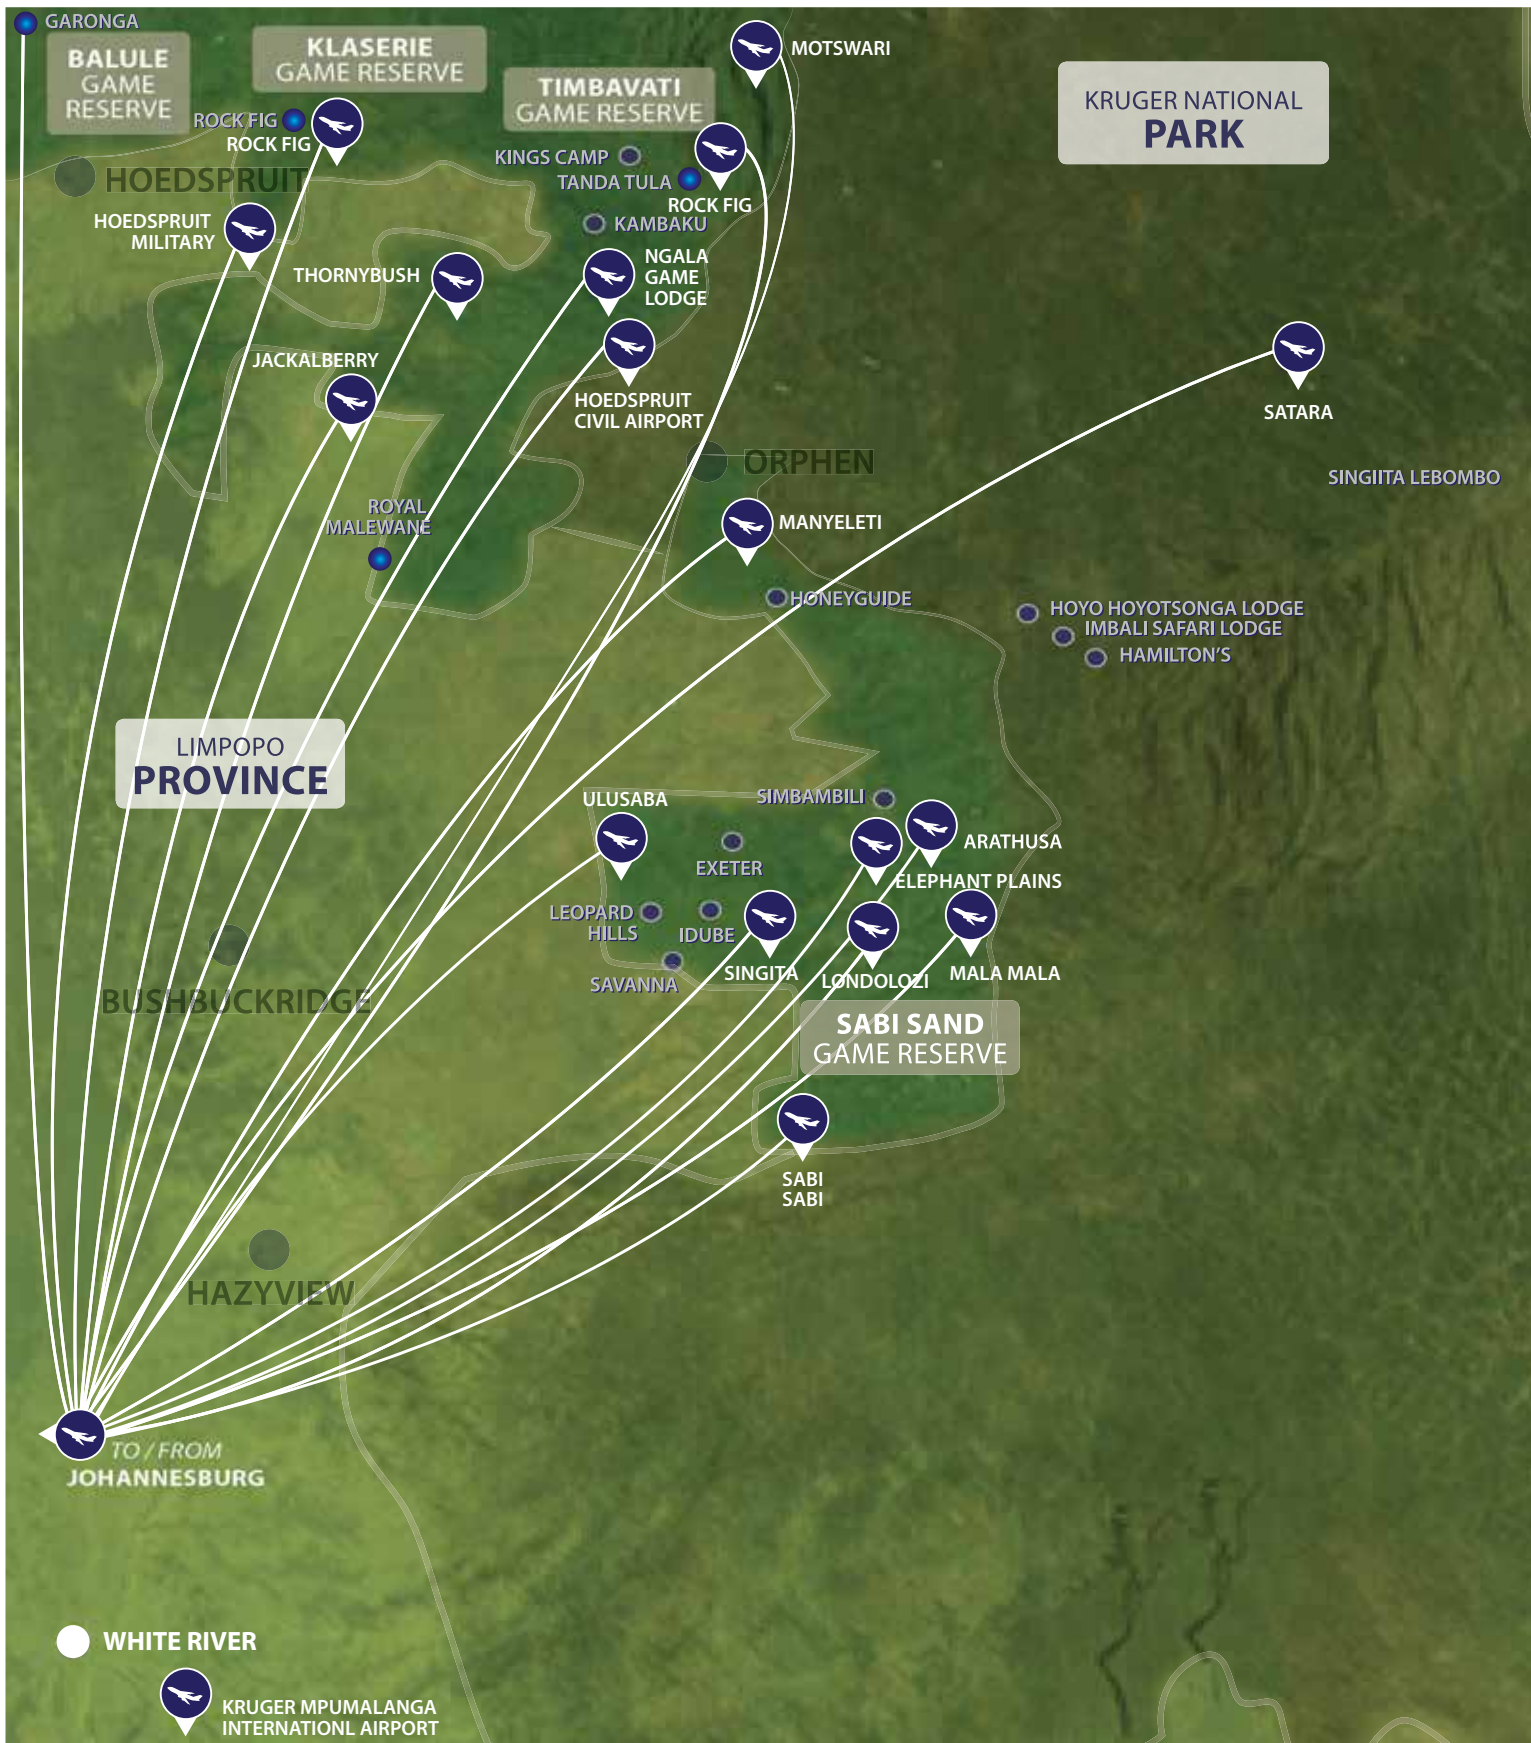 GARONGA
BALULE
GAME
RESERVE
KLASERIE
GAME RESERVE
TIMBAVATI
GAME RESERVE
MOTSWARI
KRUGER NATIONAL
PARK
ROCK FIG
ROCK FIG
KINGS CAMP
TANDA TULA
ROCK FIG
HOEDSPRUIT
HOEDSPRUIT
MILITARY
KAMBAKU
THORNYBUSH
NGALA
GAME
LODGE
JACKALBERRY
HOEDSPRUIT
CIVIL AIRPORT
SATARA
ORPHEN
SINGIITA LEBOMBO
ROYAL
MALEWANE
MANYELETI
HONEYGUIDE
HOYO HOYOTSONGA LODGE
IMBALI SAFARI LODGE
HAMILTON'S
LIMPOPO
PROVINCE
ULUSABA
SIMBAMBILI
ARATHUSA
EXETER
ELEPHANT PLAINS
LEOPARD
HILLS
IDUBE
SINGITA
LONDOLOZI
MALA MALA
SAVANNA
BUSHBUCKRIDGE
SABI SAND
GAME RESERVE
SABI
SABI
HAZYVIEW
TO / FROM
JOHANNESBURG
WHITE RIVER
KRUGER MPUMALANGA
INTERNATIONL AIRPORT